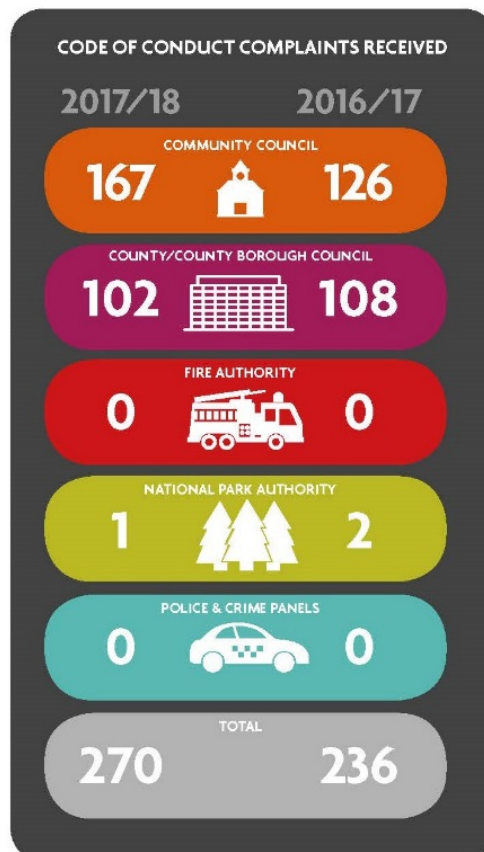 CODE OF CONDUCT COMPLAINTS RECEIVED
2017/18 2016/17
COMMUNITY COUNCIL
167 126
COUNTY/COUNTY BOROUGH COUNCIL
102 108
FIRE AUTHORITY
0 0
NATIONAL PARK AUTHORITY
1 2
POLICE & CRIME PANELS
0 0
TOTAL
270 236